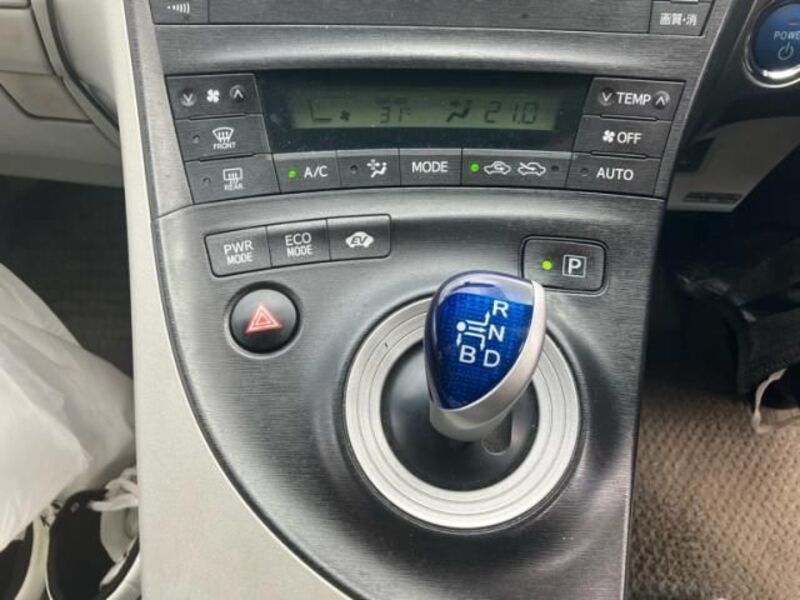 画質・消
POWER
TEMP
FRONT
OFF
REAR
A/C
MODE
AUTO
21.0
PWR MODE
ECO MODE
EV
P
R
N
B D